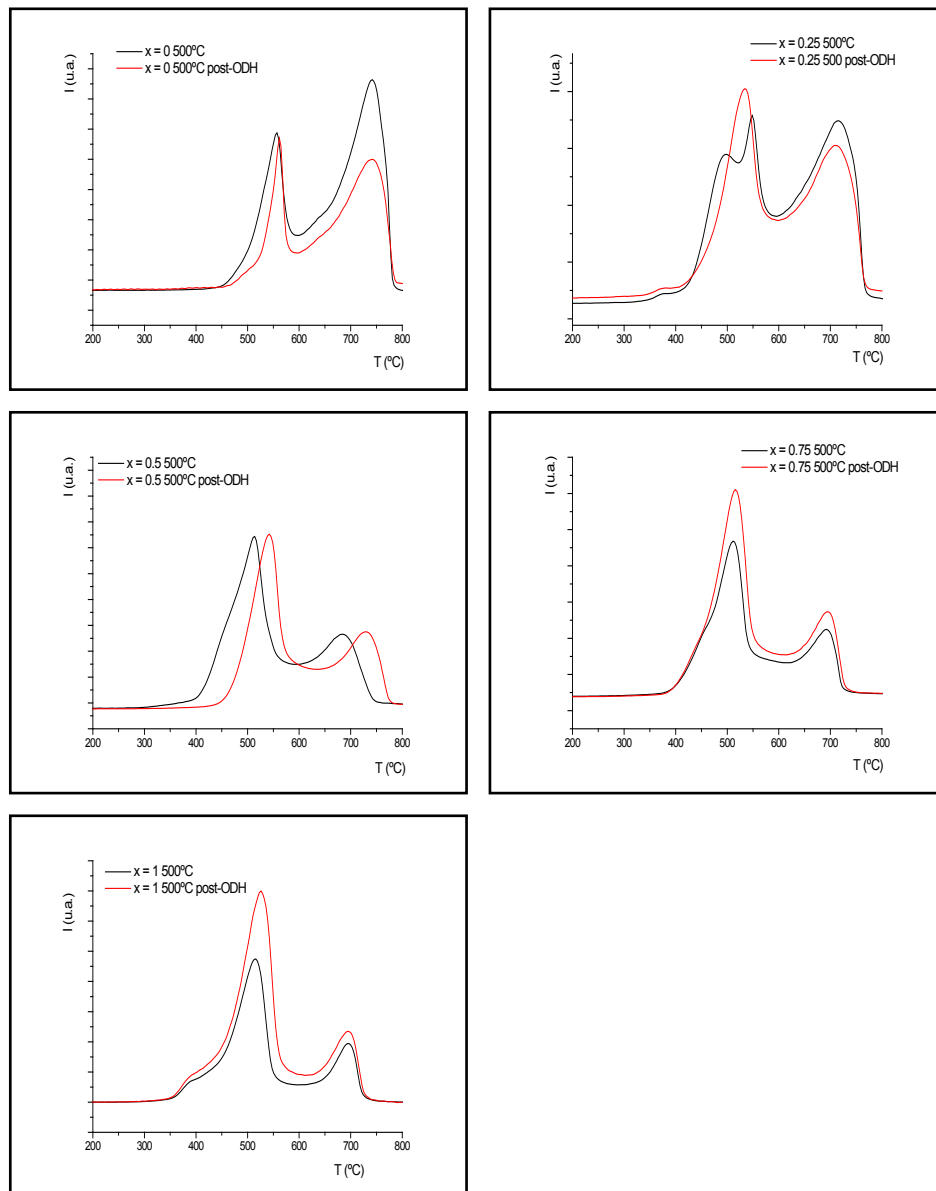 x = 0 500ºC
x = 0 500ºC post-ODH
I (u.a.)
200 300 400 500 600 700 800
T (ºC)
x = 0.25 500ºC
x = 0.25 500 post-ODH
I (u.a.)
200 300 400 500 600 700 800
T (ºC)
x = 0.5 500ºC
x = 0.5 500ºC post-ODH
I (u.a.)
200 300 400 500 600 700 800
T (ºC)
x = 0.75 500ºC
x = 0.75 500ºC post-ODH
I (u.a.)
200 300 400 500 600 700 800
T (ºC)
x = 1 500ºC
x = 1 500ºC post-ODH
I (u.a.)
200 300 400 500 600 700 800
T (ºC)